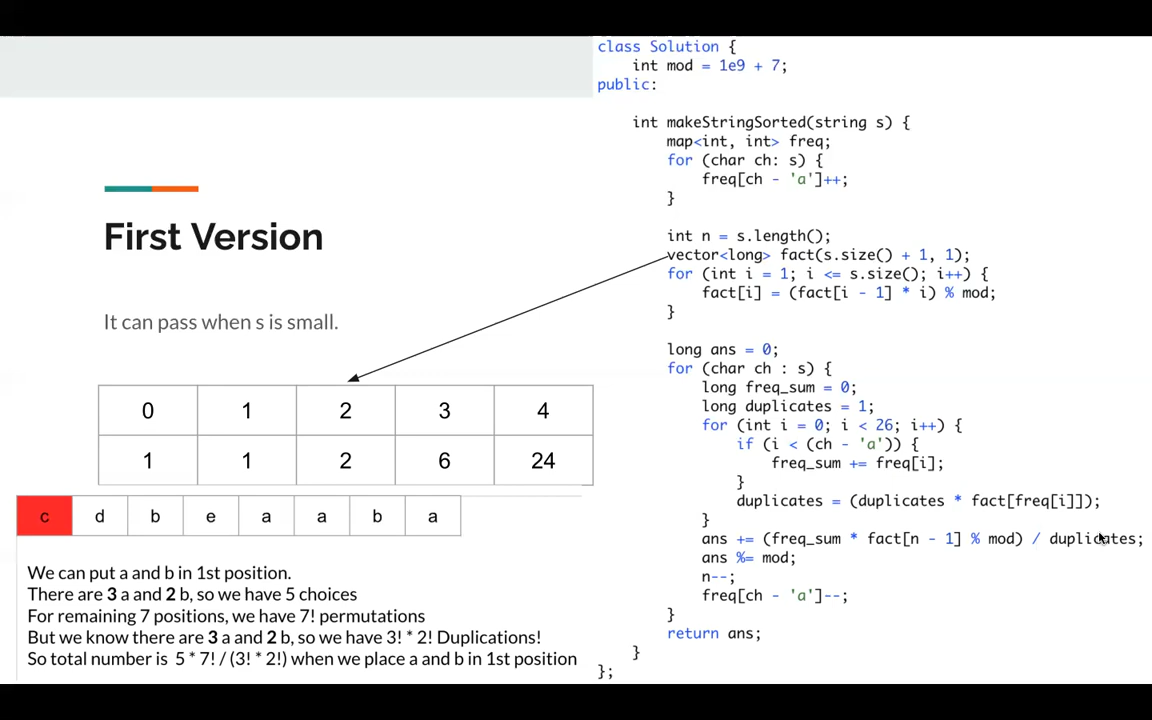 First Version
It can pass when s is small.
0 1 2 3 4
1 1 2 6 24
c d b e a a b a
We can put a and b in 1st position.
There are 3 a and 2 b, so we have 5 choices
For remaining 7 positions, we have 7! permutations
But we know there are 3 a and 2 b, so we have 3! * 2! Duplications!
So total number is 5 * 7! / (3! * 2!) when we place a and b in 1st position
class Solution {
    int mod = 1e9 + 7;
public:
    int makeStringSorted(string s) {
        map<int, int> freq;
        for (char ch: s) {
            freq[ch - 'a']++;
        }
        int n = s.length();
        vector<long> fact(s.size() + 1, 1);
        for (int i = 1; i <= s.size(); i++) {
            fact[i] = (fact[i - 1] * i) % mod;
        }
        long ans = 0;
        for (char ch : s) {
            long freq_sum = 0;
            long duplicates = 1;
            for (int i = 0; i < 26; i++) {
                if (i < (ch - 'a')) {
                    freq_sum += freq[i];
                }
                duplicates = (duplicates * fact[freq[i]]);
            }
            ans += (freq_sum * fact[n - 1] % mod) / duplicates;
            ans %= mod;
            n--;
            freq[ch - 'a']--;
        }
        return ans;
    }
};